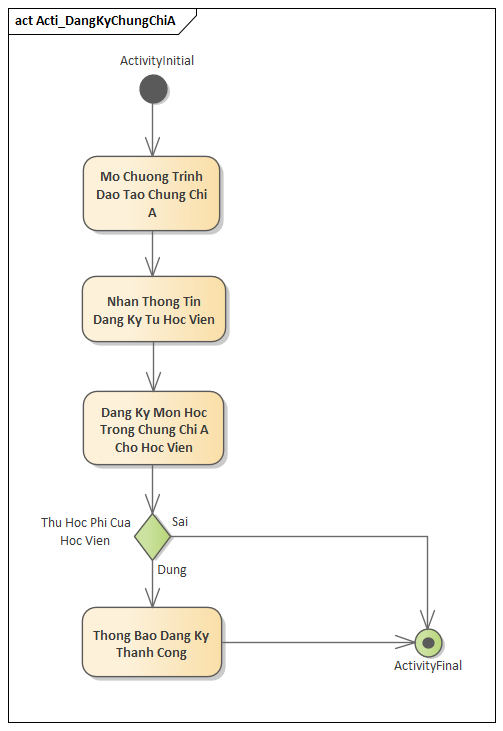 act Acti_DangKyChungChiA
ActivityInitial
Mo Chuong Trinh
Dao Tao Chung Chi
A
Nhan Thong Tin
Dang Ky Tu Hoc Vien
Dang Ky Mon Hoc
Trong Chung Chi A
Cho Hoc Vien
Thu Hoc Phi Cua
Hoc Vien
Sai
Dung
Thong Bao Dang Ky
Thanh Cong
ActivityFinal